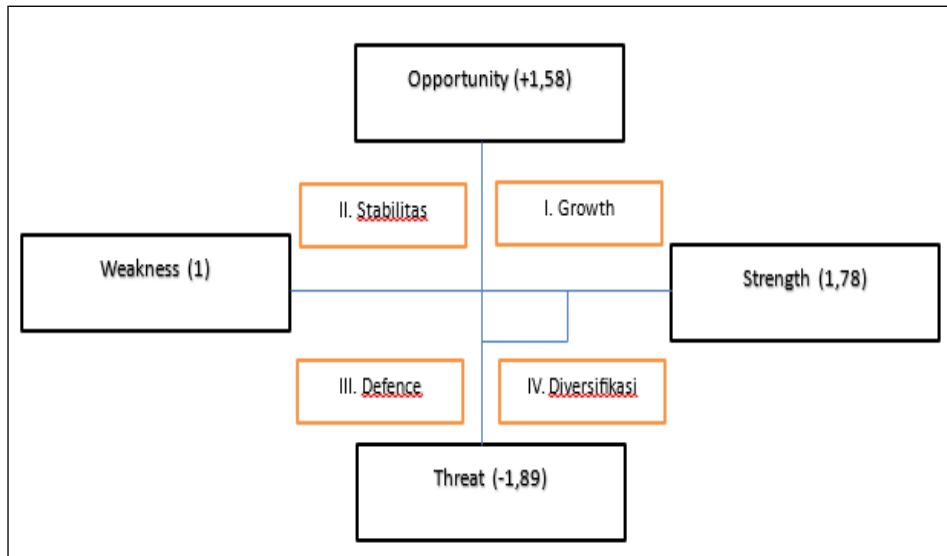 Opportunity (+1,58)
II. Stabilitas
I. Growth
Weakness (1)
Strength (1,78)
III. Defence
IV. Diversifikasi
Threat (-1,89)